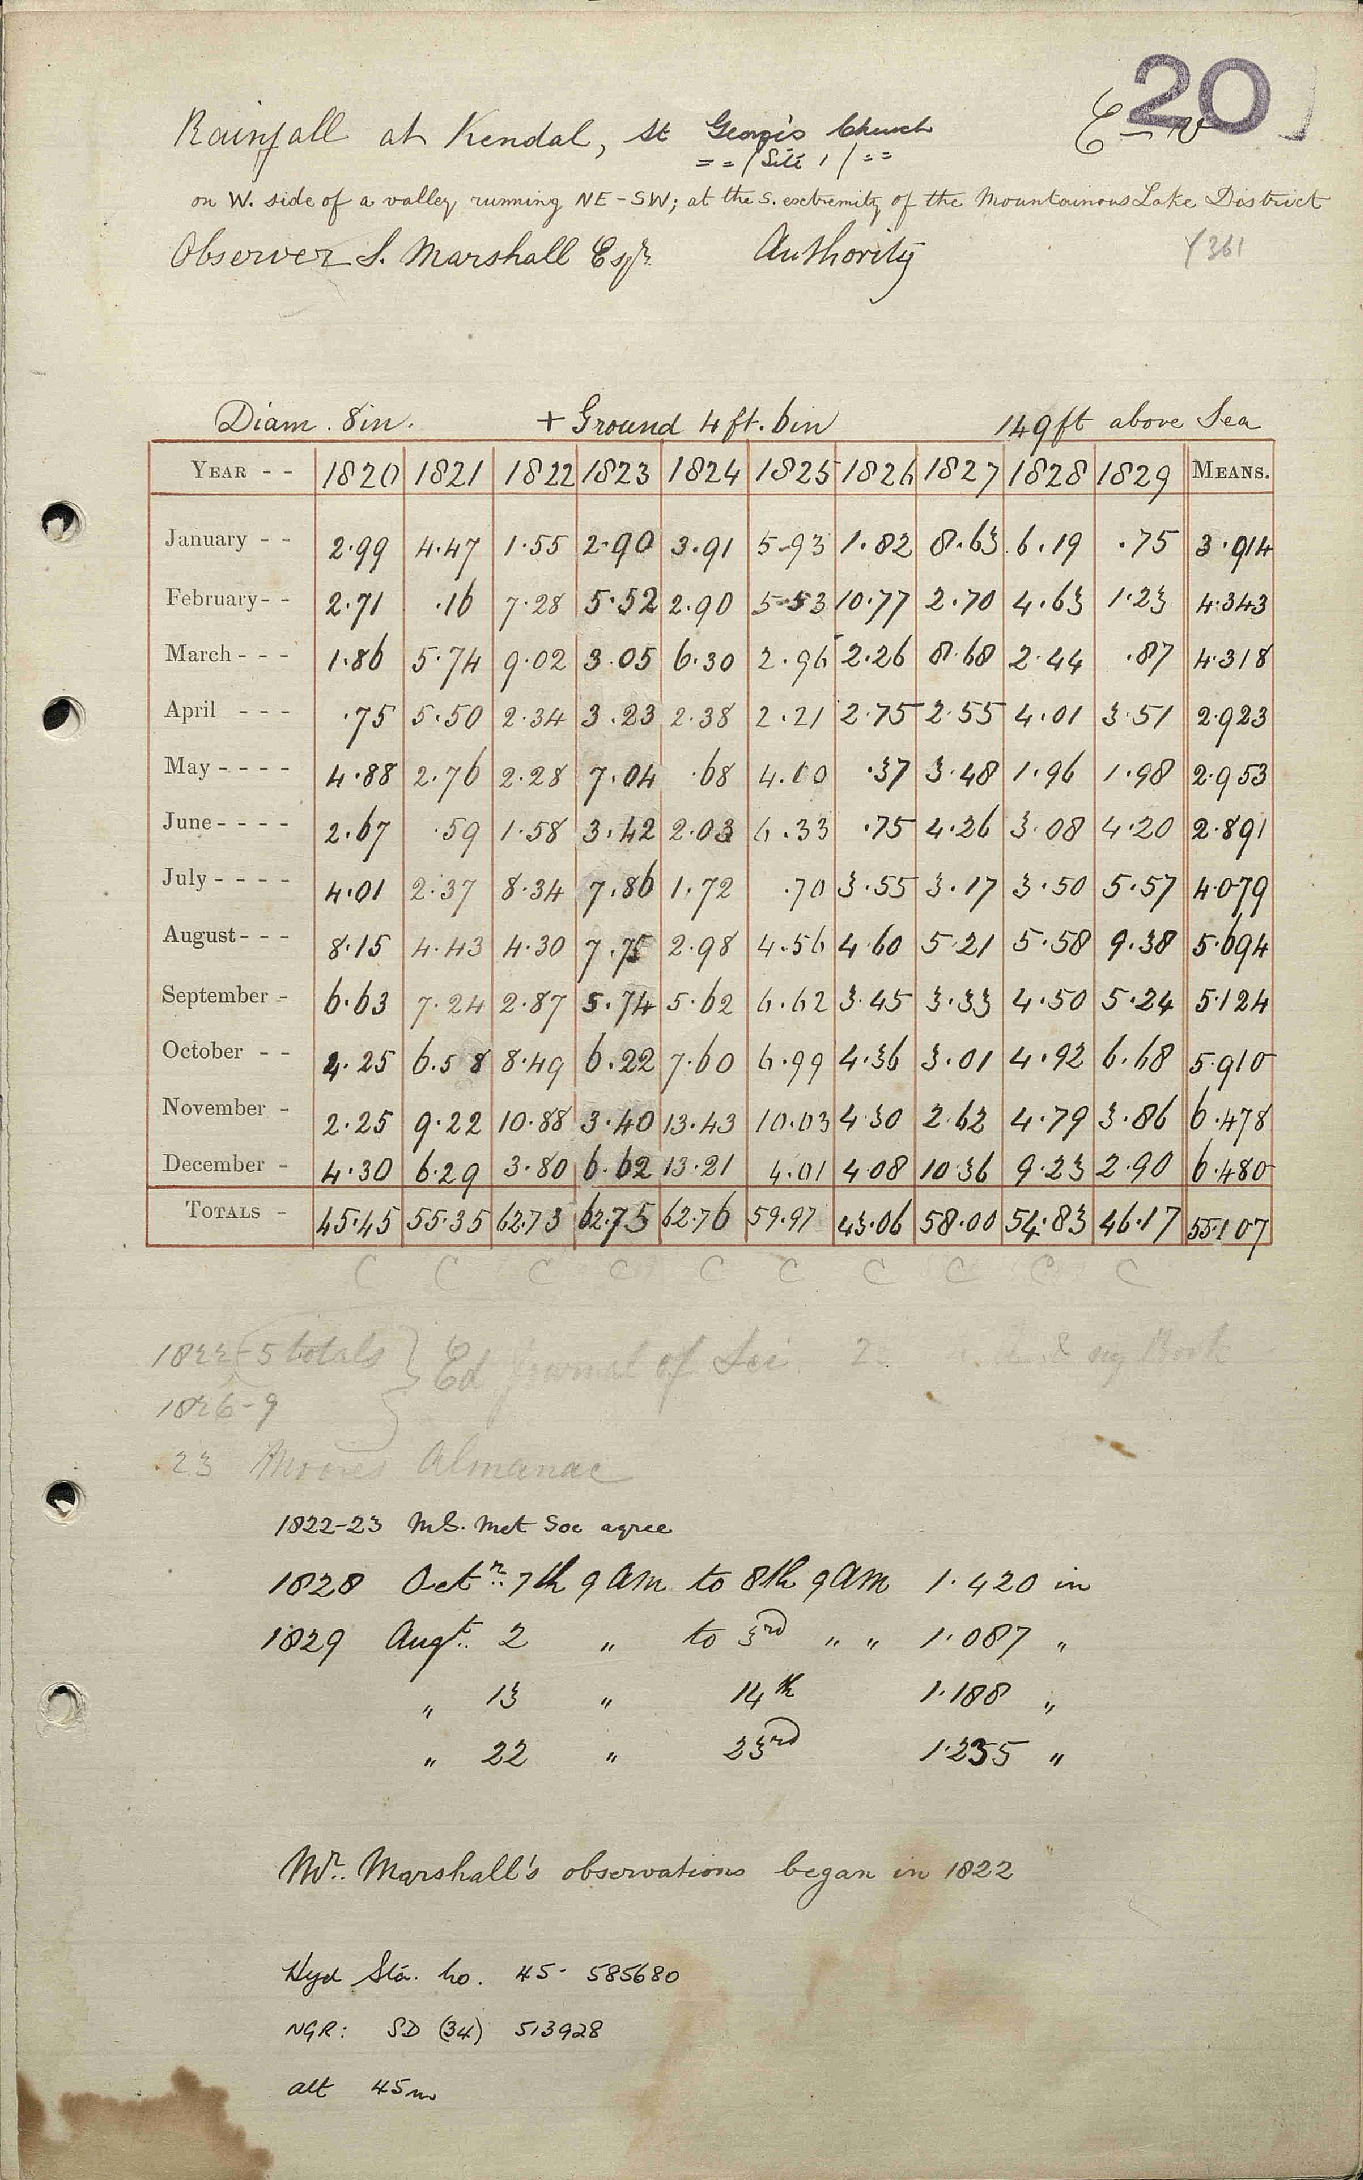 20
Rainfall at Kendal, St George's Church
= = / Site 1 / = =
on W. side of a valley running NE-SW; at the S. extremity of the Mountainous Lake District
Observer S. Marshall Esqr. Authority
Y361
Diam. 8in. + Ground 4ft. 6in 149ft above Sea
YEAR - - 1820 1821 1822 1823 1824 1825 1826 1827 1828 1829 MEANS.
January - - 2.99 4.47 1.55 2.90 3.91 5.93 1.82 8.63 6.19 .75 3.914
February - - 2.71 .16 7.28 5.52 2.90 5.53 10.77 2.70 4.63 1.23 4.343
March - - - 1.86 5.74 9.02 3.05 6.30 2.96 2.26 8.68 2.44 .87 4.318
April - - - .75 5.50 2.34 3.23 2.38 2.21 2.75 2.55 4.01 3.51 2.923
May - - - - 4.88 2.76 2.28 7.04 .68 4.10 .37 3.48 1.96 1.98 2.953
June - - - - 2.67 .59 1.58 3.42 2.03 6.33 .75 4.26 3.08 4.20 2.891
July - - - - 4.01 2.37 8.34 7.86 1.72 .70 3.55 3.17 3.50 5.57 4.079
August - - - 8.15 4.43 4.30 7.75 2.98 4.56 4.60 5.21 5.58 9.38 5.694
September - 6.63 7.24 2.87 5.74 5.62 6.62 3.45 3.33 4.50 5.24 5.124
October - - 4.25 6.58 8.49 6.22 7.60 6.99 4.36 3.01 4.92 6.68 5.910
November - 2.25 9.22 10.88 3.40 13.43 10.03 4.30 2.62 4.79 3.86 6.478
December - 4.30 6.29 3.80 6.62 13.21 4.01 4.08 10.36 9.23 2.90 6.480
TOTALS - 45.45 55.35 62.73 62.75 62.76 59.97 43.06 58.00 54.83 46.17 55.107
C C C C C C C C C C
1822-5 totals } Ed Journal of Sci. Book
1826-9
23 Moores Almanac
1822-23 MS. Met Soc agree
1828 Octr. 7th 9 am to 8th 9 am 1.420 in
1829 Augt. 2 " to 3rd " " 1.087 "
" 13 " 14th 1.188 "
" 22 " 23rd 1.235 "
Mr. Marshall's observations began in 1822
Hyd Sta. No. 45- 585680
NGR: SD (34) 513928
alt 45m